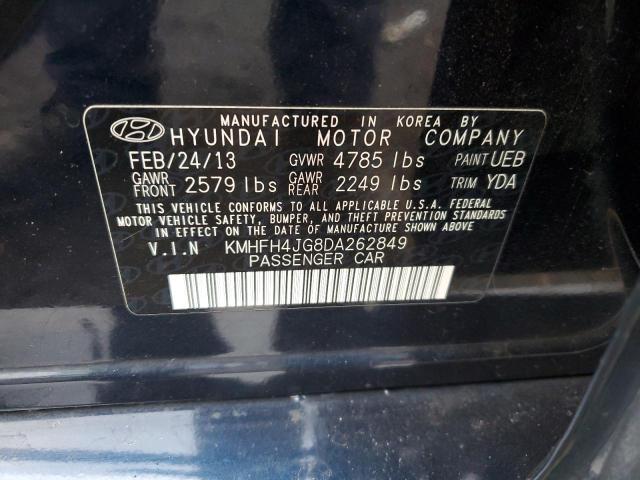 MANUFACTURED IN KOREA BY
HYUNDAI MOTOR COMPANY
FEB/24/13 GVWR 4785 lbs PAINT UEB
GAWR FRONT 2579 lbs GAWR REAR 2249 lbs TRIM YDA
THIS VEHICLE CONFORMS TO ALL APPLICABLE U.S.A. FEDERAL
MOTOR VEHICLE SAFETY, BUMPER, AND THEFT PREVENTION STANDARDS
IN EFFECT ON THE DATE OF MANUFACTURE SHOWN ABOVE
V.I.N KMHFH4JG8DA262849
PASSENGER CAR